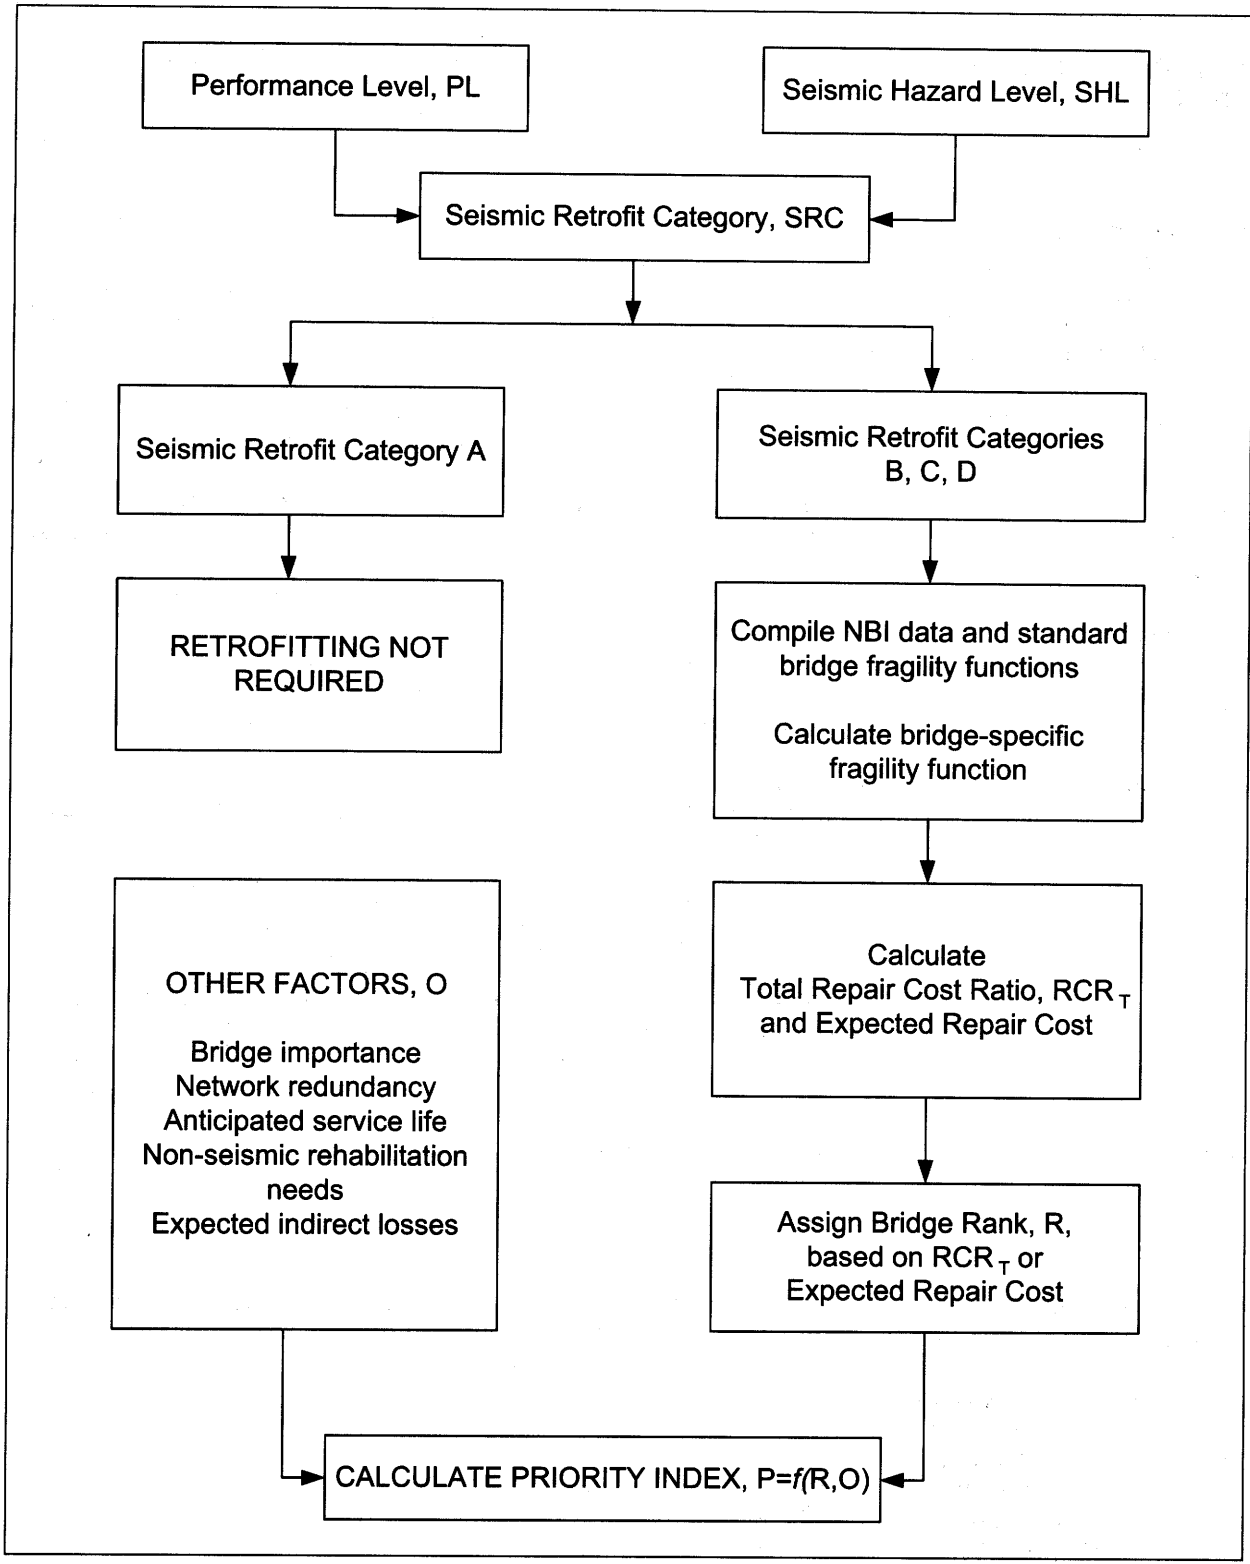 Performance Level, PL
Seismic Hazard Level, SHL
Seismic Retrofit Category, SRC
Seismic Retrofit Category A
Seismic Retrofit Categories
B, C, D
RETROFITTING NOT
REQUIRED
Compile NBI data and standard
bridge fragility functions
Calculate bridge-specific
fragility function
OTHER FACTORS, O
Bridge importance
Network redundancy
Anticipated service life
Non-seismic rehabilitation
needs
Expected indirect losses
Calculate
Total Repair Cost Ratio, RCR T
and Expected Repair Cost
Assign Bridge Rank, R,
based on RCR T or
Expected Repair Cost
CALCULATE PRIORITY INDEX, P=f(R,O)